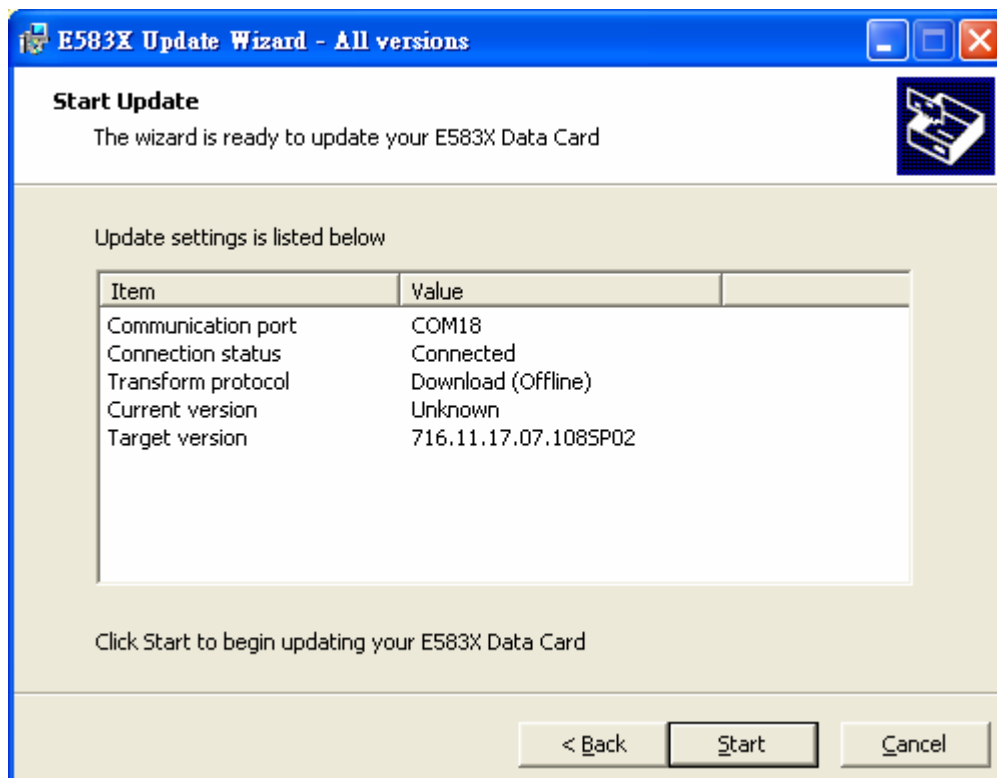 E583X Update Wizard - All versions
Start Update
The wizard is ready to update your E583X Data Card
Update settings is listed below
Item Value
Communication port COM18
Connection status Connected
Transform protocol Download (Offline)
Current version Unknown
Target version 716.11.17.07.108SP02
Click Start to begin updating your E583X Data Card
< Back Start Cancel